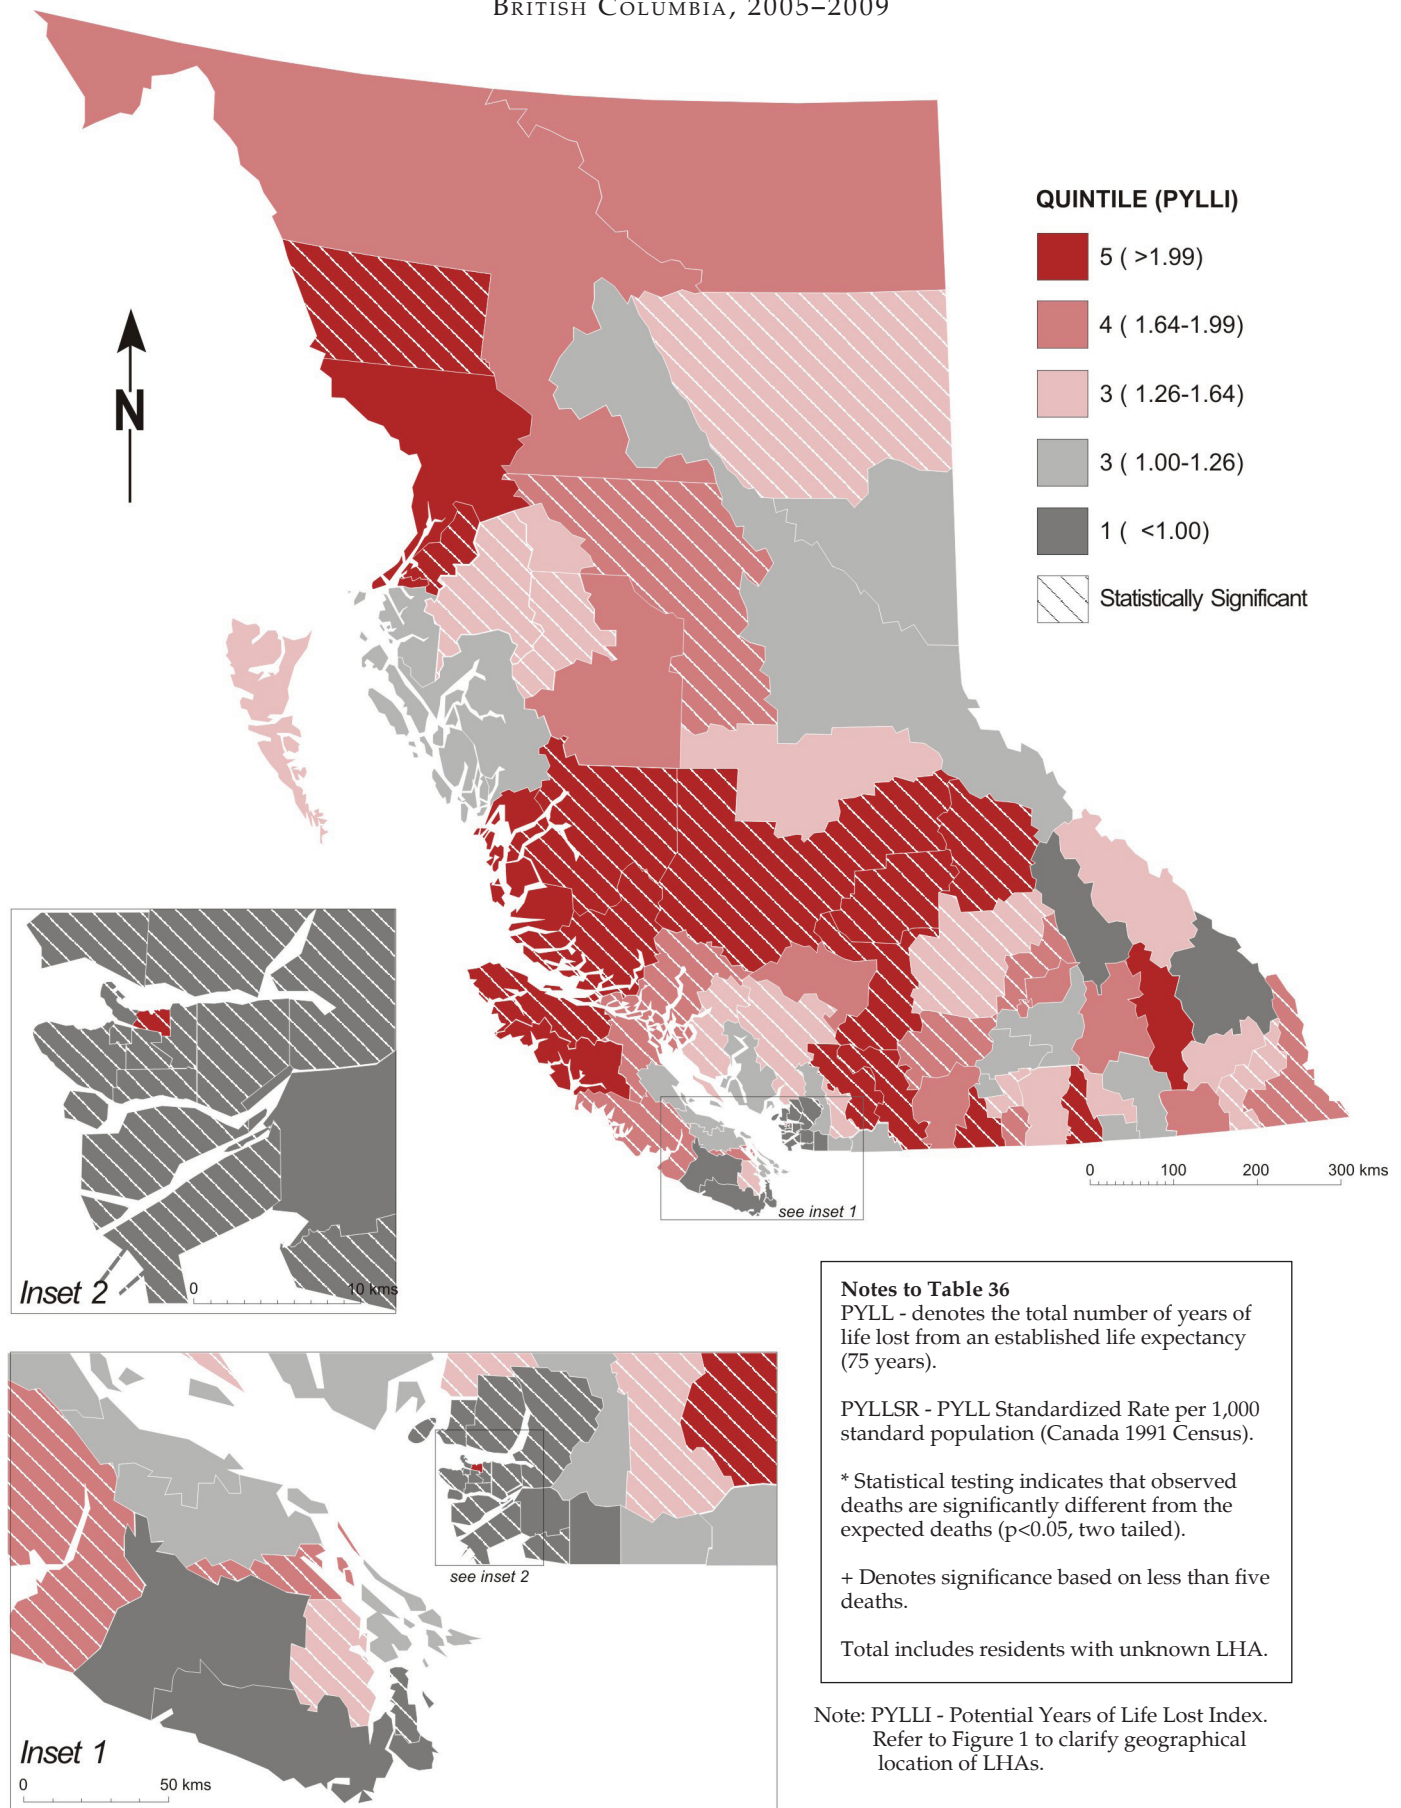 BRITISH COLUMBIA, 2005–2009
QUINTILE (PYLLI)
5 ( >1.99)
4 ( 1.64-1.99)
3 ( 1.26-1.64)
3 ( 1.00-1.26)
1 ( <1.00)
Statistically Significant
N
0 100 200 300 kms
see inset 1
Inset 2
0 10 kms
see inset 2
Inset 1
0 50 kms
Notes to Table 36
PYLL - denotes the total number of years of
life lost from an established life expectancy
(75 years).
PYLLSR - PYLL Standardized Rate per 1,000
standard population (Canada 1991 Census).
* Statistical testing indicates that observed
deaths are significantly different from the
expected deaths (p<0.05, two tailed).
+ Denotes significance based on less than five
deaths.
Total includes residents with unknown LHA.
Note: PYLLI - Potential Years of Life Lost Index.
Refer to Figure 1 to clarify geographical
location of LHAs.